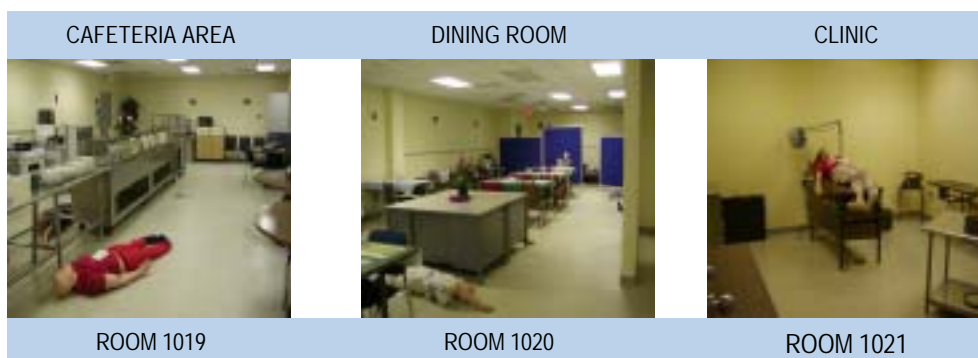 CAFETERIA AREA
DINING ROOM
CLINIC
ROOM 1019
ROOM 1020
ROOM 1021